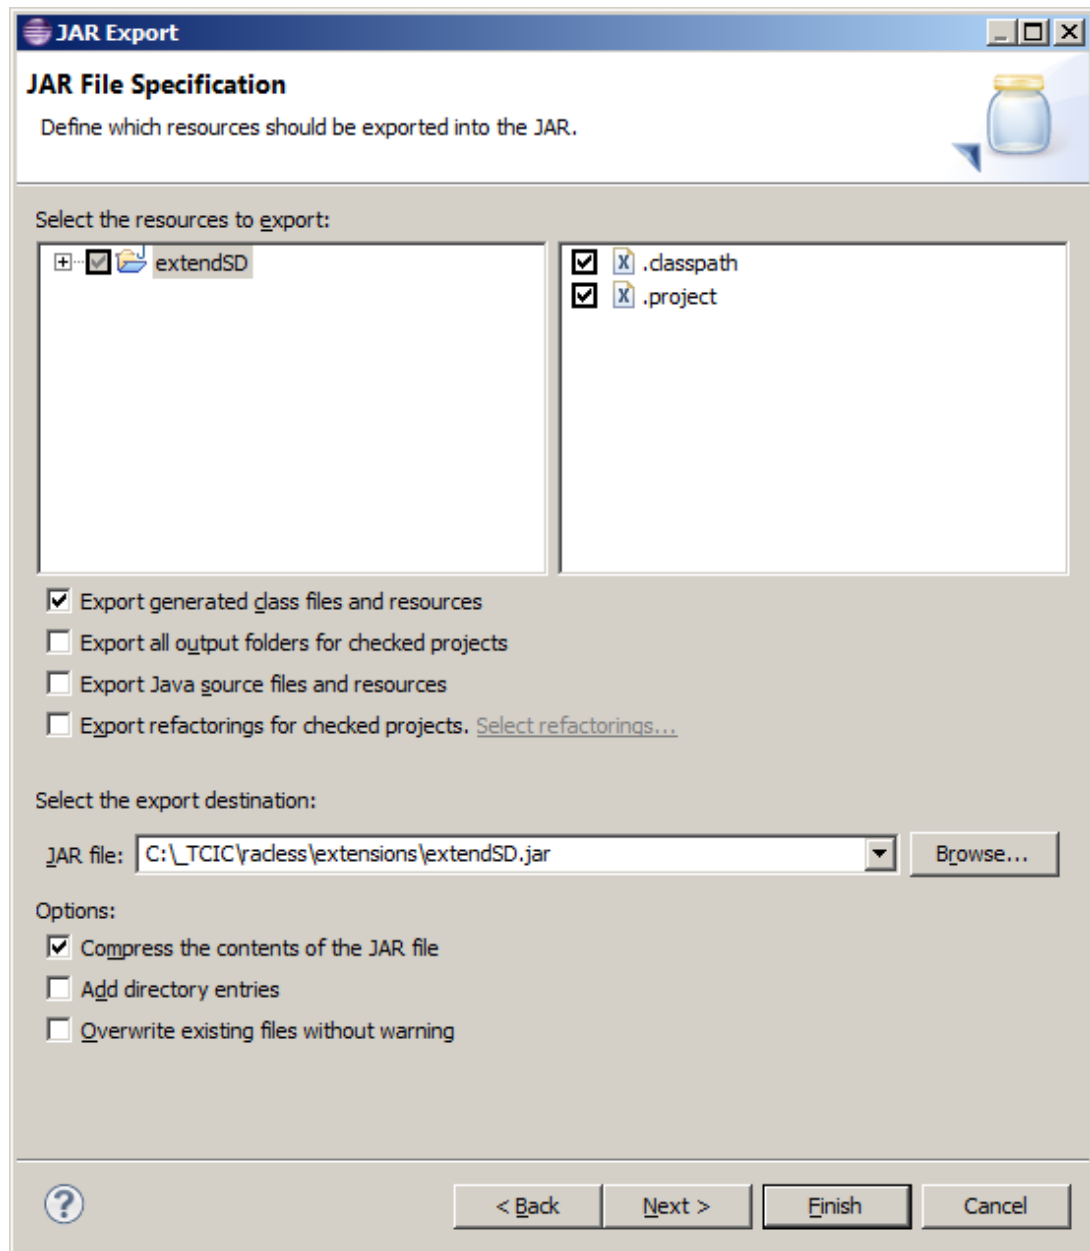 JAR Export
JAR File Specification
Define which resources should be exported into the JAR.
Select the resources to export:
extendSD
.classpath
.project
Export generated class files and resources
Export all output folders for checked projects
Export Java source files and resources
Export refactorings for checked projects. Select refactorings...
Select the export destination:
JAR file: C:\_TCIC\racless\extensions\extendSD.jar Browse...
Options:
Compress the contents of the JAR file
Add directory entries
Overwrite existing files without warning
< Back Next > Finish Cancel